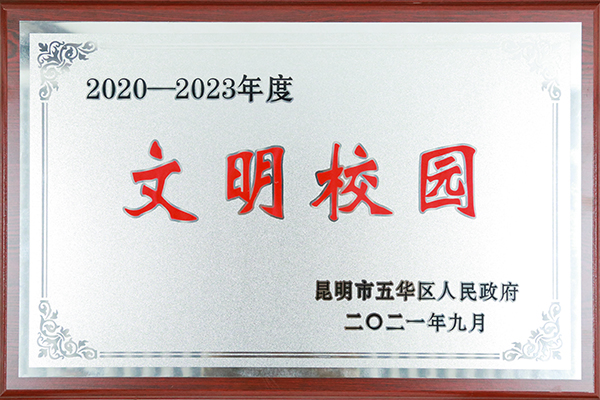 2020—2023年度
文明校园
昆明市五华区人民政府
二〇二一年九月